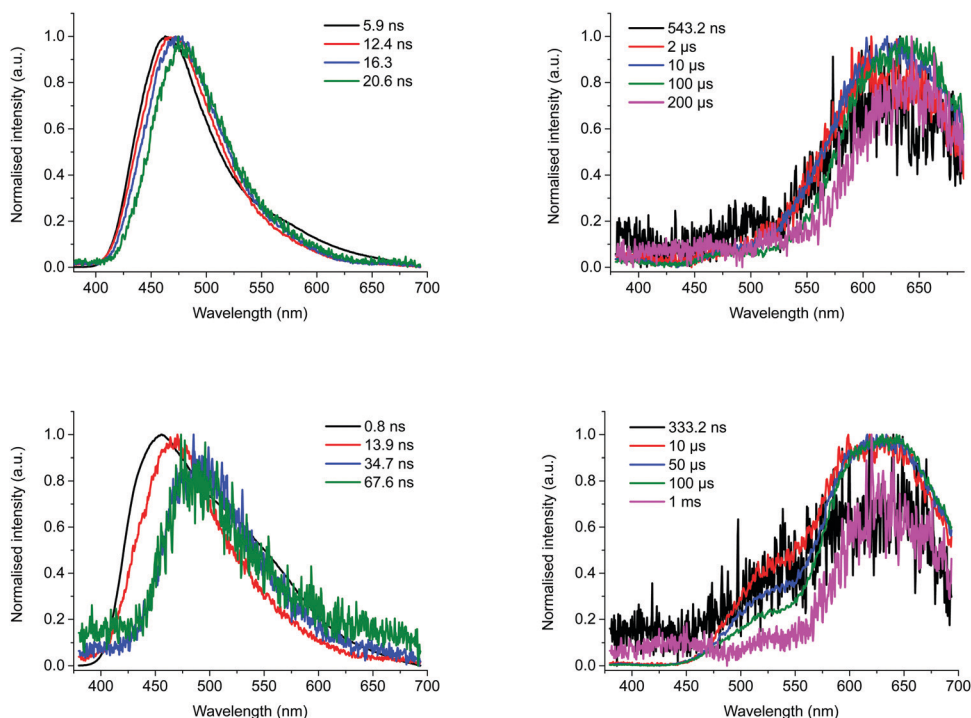 5.9 ns
12.4 ns
16.3
20.6 ns
Normalised intensity (a.u.)
1.0
0.8
0.6
0.4
0.2
0.0
400 450 500 550 600 650 700
Wavelength (nm)
543.2 ns
2 μs
10 μs
100 μs
200 μs
Normalised intensity (a.u.)
1.0
0.8
0.6
0.4
0.2
0.0
400 450 500 550 600 650
Wavelength (nm)
0.8 ns
13.9 ns
34.7 ns
67.6 ns
Normalised intensity (a.u.)
1.0
0.8
0.6
0.4
0.2
0.0
400 450 500 550 600 650 700
Wavelength (nm)
333.2 ns
10 μs
50 μs
100 μs
1 ms
Normalised intensity (a.u.)
1.0
0.8
0.6
0.4
0.2
0.0
400 450 500 550 600 650 700
Wavelength (nm)